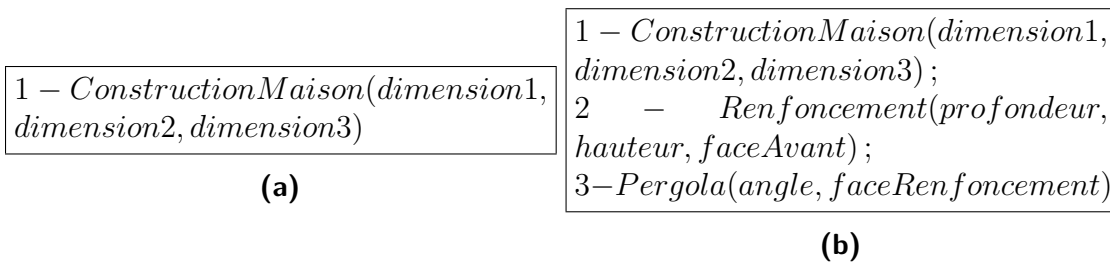 1 − ConstructionMaison(dimension1,
dimension2, dimension3)
(a)
1 − ConstructionMaison(dimension1,
dimension2, dimension3) ;
2 − Renfoncement(profondeur,
hauteur, faceAvant) ;
3−Pergola(angle, faceRenfoncement)
(b)